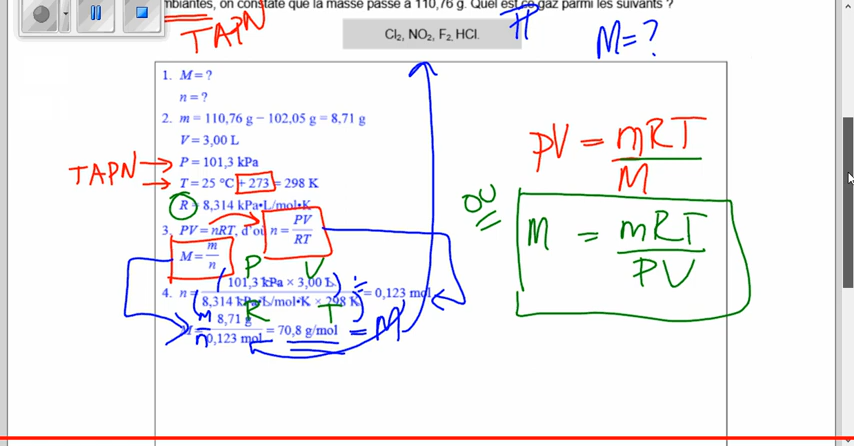 mbiantes, on constate que la masse passe à 110,76 g. Quel est ce gaz parmi les suivants ?
TAPN
M = ?
Cl₂, NO₂, F₂, HCl.
1. M = ?
n = ?
2. m = 110,76 g − 102,05 g = 8,71 g
V = 3,00 L
TAPN → P = 101,3 kPa
→ T = 25 °C + 273 = 298 K
R = 8,314 kPa•L/mol•K
3. PV = nRT, d'où n = PV/RT
M = m/n
P V
4. n = (101,3 kPa × 3,00 L) ÷ (8,314 kPa•L/mol•K × 298 K) = 0,123 mol
R T
M = m 8,71 g / n 0,123 mol = 70,8 g/mol = M
PV = mRT/M
OU
M = mRT/PV